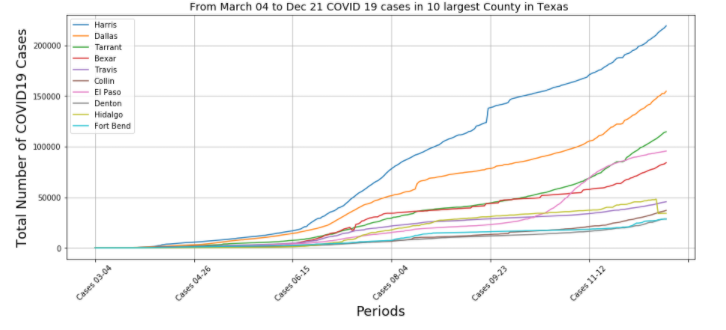 From March 04 to Dec 21 COVID 19 cases in 10 largest County in Texas
Total Number of COVID19 Cases
200000
150000
100000
50000
0
Harris
Dallas
Tarrant
Bexar
Travis
Collin
El Paso
Denton
Hidalgo
Fort Bend
Cases 03-04
Cases 04-26
Cases 06-15
Cases 08-04
Cases 09-23
Cases 11-12
Periods